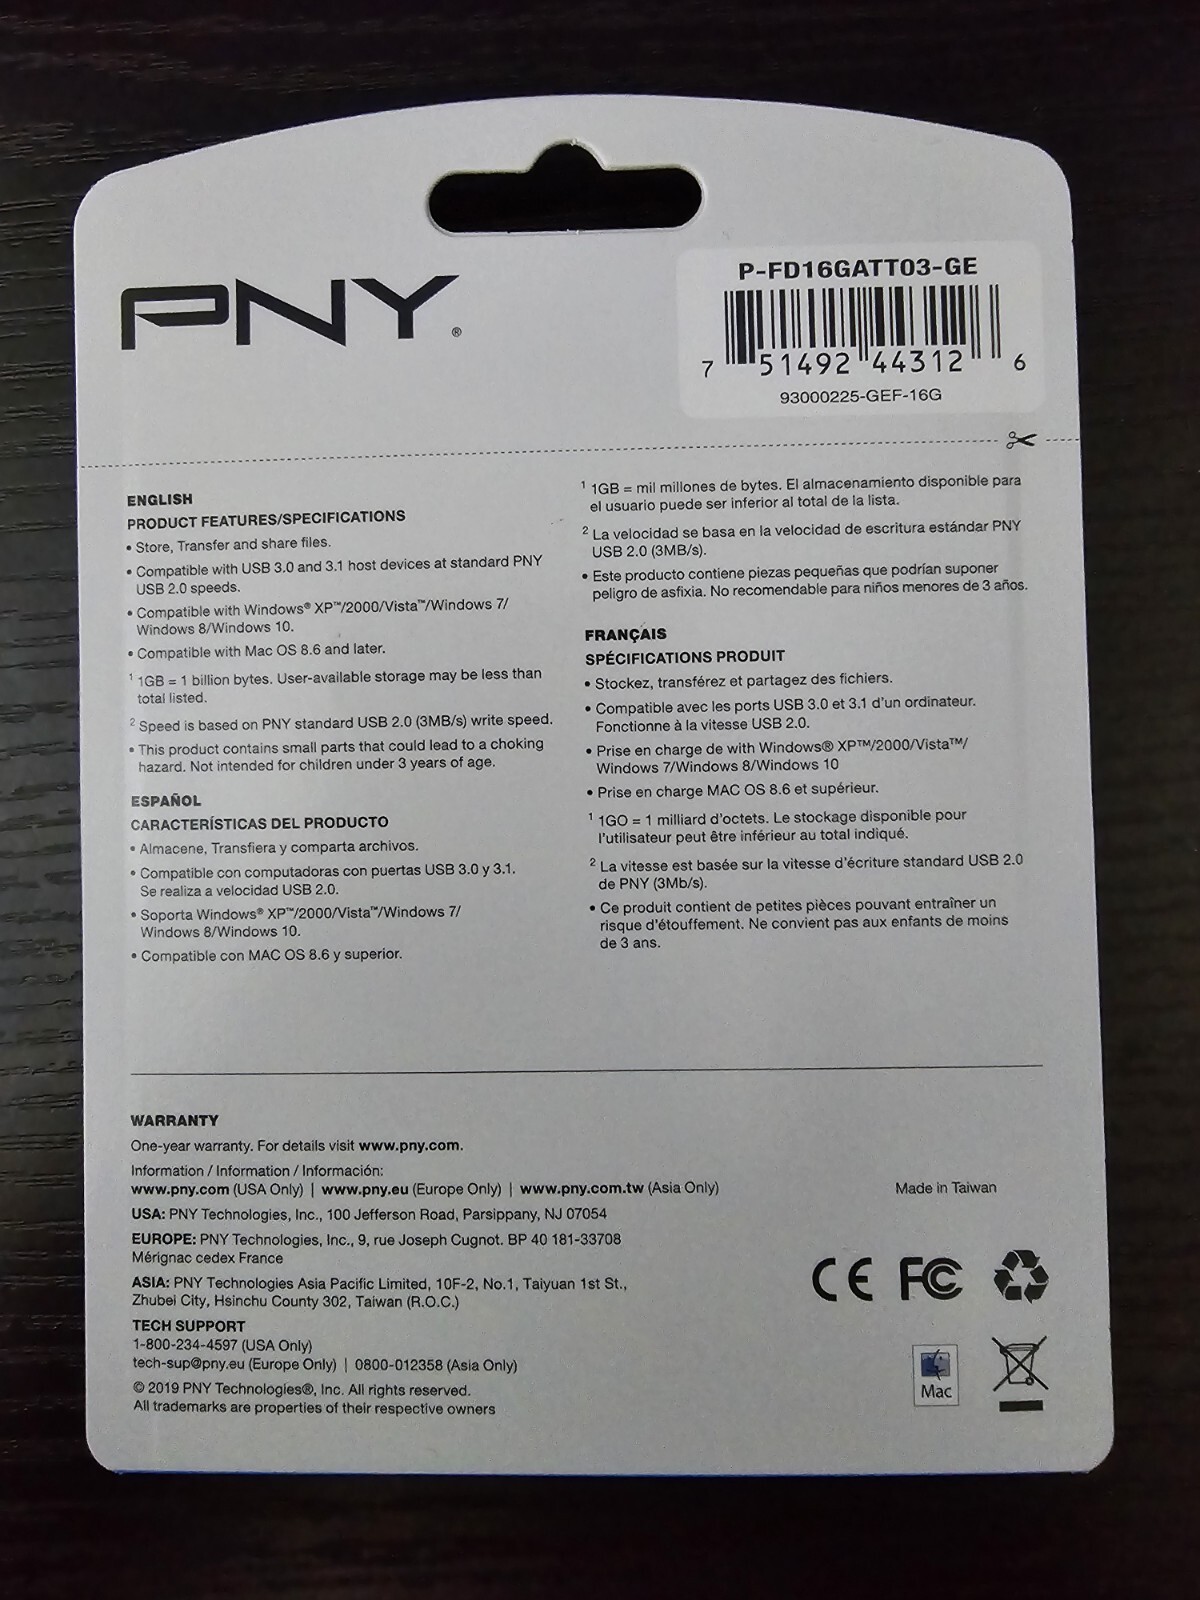 PNY®
P-FD16GATT03-GE
7 51492 44312 6
93000225-GEF-16G
ENGLISH
PRODUCT FEATURES/SPECIFICATIONS
• Store, Transfer and share files.
• Compatible with USB 3.0 and 3.1 host devices at standard PNY
USB 2.0 speeds.
• Compatible with Windows® XP™/2000/Vista™/Windows 7/
Windows 8/Windows 10.
• Compatible with Mac OS 8.6 and later.
¹ 1GB = 1 billion bytes. User-available storage may be less than
total listed.
² Speed is based on PNY standard USB 2.0 (3MB/s) write speed.
• This product contains small parts that could lead to a choking
hazard. Not intended for children under 3 years of age.
ESPAÑOL
CARACTERÍSTICAS DEL PRODUCTO
• Almacene, Transfiera y comparta archivos.
• Compatible con computadoras con puertas USB 3.0 y 3.1.
Se realiza a velocidad USB 2.0.
• Soporta Windows® XP™/2000/Vista™/Windows 7/
Windows 8/Windows 10.
• Compatible con MAC OS 8.6 y superior.
¹ 1GB = mil millones de bytes. El almacenamiento disponible para
el usuario puede ser inferior al total de la lista.
² La velocidad se basa en la velocidad de escritura estándar PNY
USB 2.0 (3MB/s).
• Este producto contiene piezas pequeñas que podrían suponer
peligro de asfixia. No recomendable para niños menores de 3 años.
FRANÇAIS
SPÉCIFICATIONS PRODUIT
• Stockez, transférez et partagez des fichiers.
• Compatible avec les ports USB 3.0 et 3.1 d'un ordinateur.
Fonctionne à la vitesse USB 2.0.
• Prise en charge de with Windows® XP™/2000/Vista™/
Windows 7/Windows 8/Windows 10
• Prise en charge MAC OS 8.6 et supérieur.
¹ 1GO = 1 milliard d'octets. Le stockage disponible pour
l'utilisateur peut être inférieur au total indiqué.
² La vitesse est basée sur la vitesse d'écriture standard USB 2.0
de PNY (3Mb/s).
• Ce produit contient de petites pièces pouvant entraîner un
risque d'étouffement. Ne convient pas aux enfants de moins
de 3 ans.
WARRANTY
One-year warranty. For details visit www.pny.com.
Information / Information / Información:
www.pny.com (USA Only) | www.pny.eu (Europe Only) | www.pny.com.tw (Asia Only)
USA: PNY Technologies, Inc., 100 Jefferson Road, Parsippany, NJ 07054
EUROPE: PNY Technologies, Inc., 9, rue Joseph Cugnot. BP 40 181-33708
Mérignac cedex France
ASIA: PNY Technologies Asia Pacific Limited, 10F-2, No.1, Taiyuan 1st St.,
Zhubei City, Hsinchu County 302, Taiwan (R.O.C.)
TECH SUPPORT
1-800-234-4597 (USA Only)
tech-sup@pny.eu (Europe Only) | 0800-012358 (Asia Only)
© 2019 PNY Technologies®, Inc. All rights reserved.
All trademarks are properties of their respective owners
Made in Taiwan
CE FC
Mac